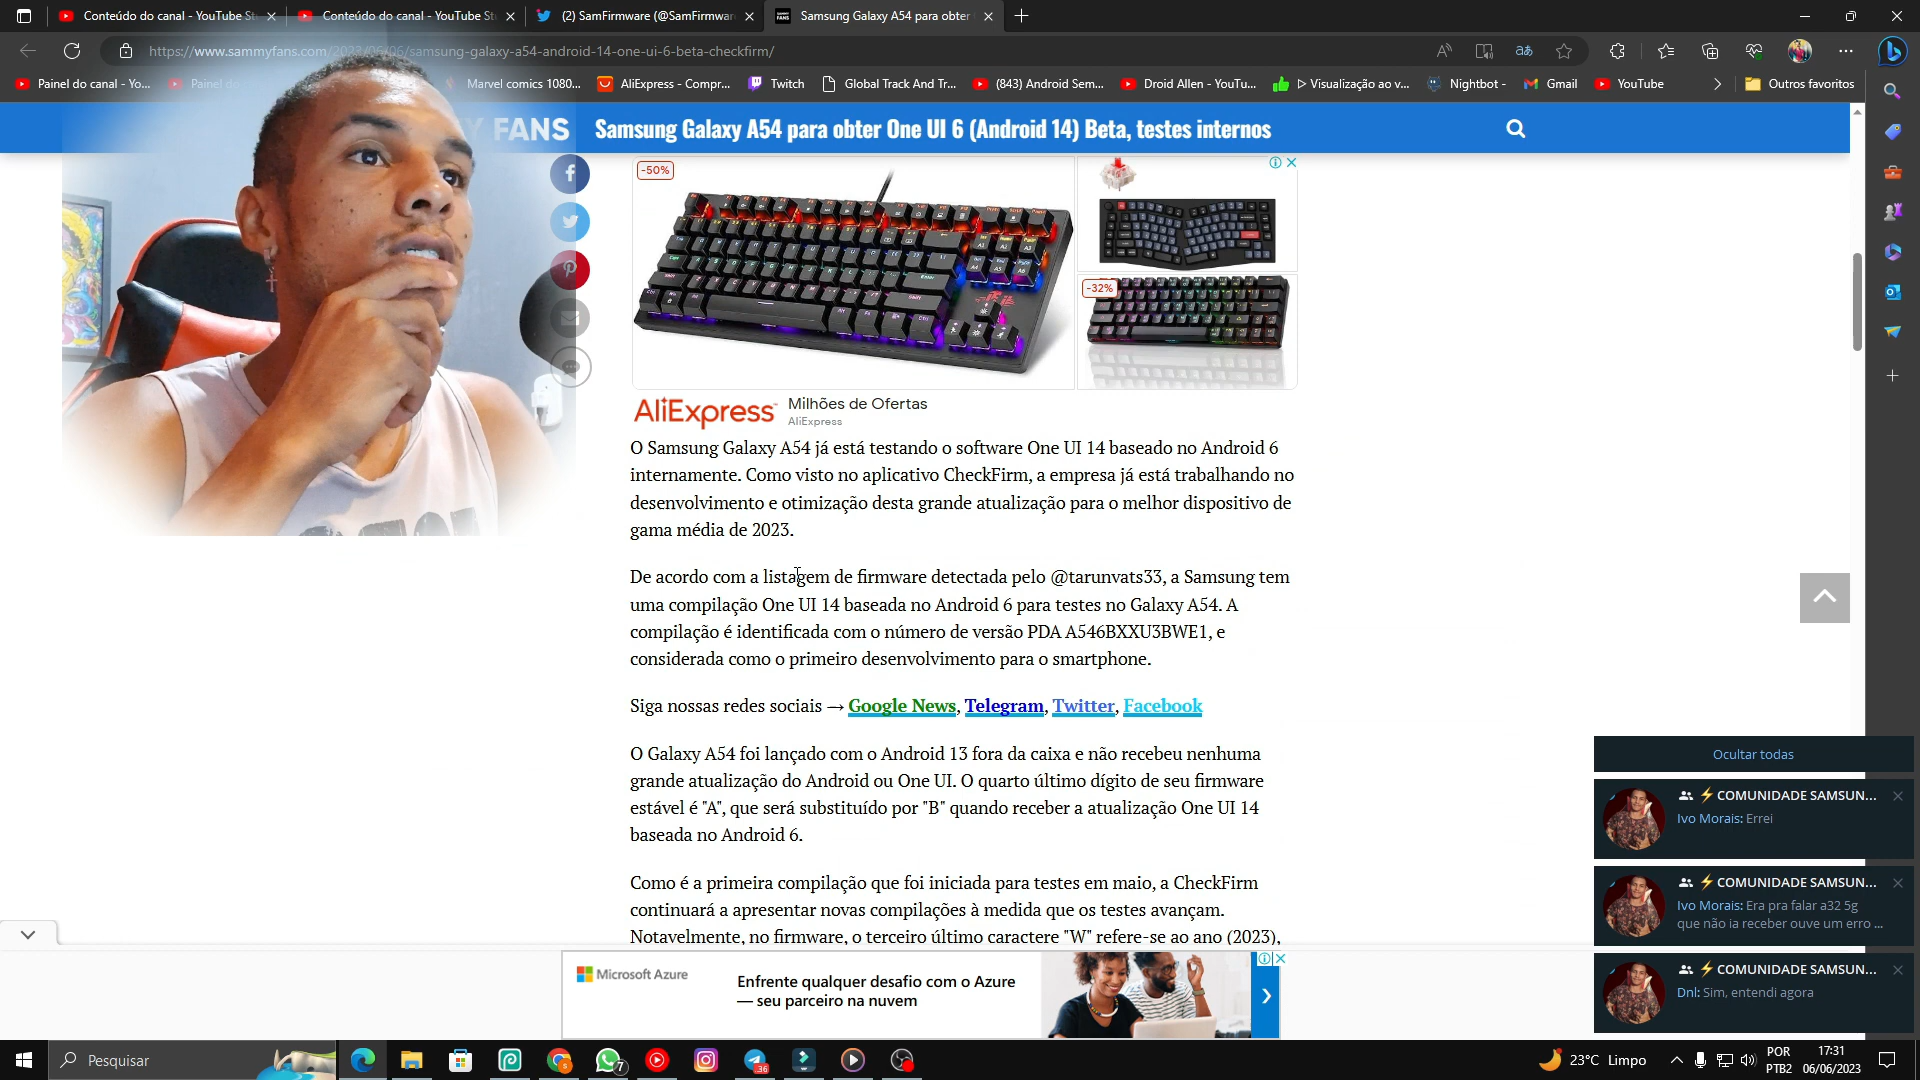 Conteúdo do canal - YouTube St
Conteúdo do canal - YouTube St
(2) SamFirmware (@SamFirmwar
Samsung Galaxy A54 para obter
https://www.sammyfans.com/2023/06/06/samsung-galaxy-a54-android-14-one-ui-6-beta-checkfirm/
Painel do canal - Yo...
Painel d
Marvel comics 1080...
AliExpress - Compr...
Twitch
Global Track And Tr...
(843) Android Sem...
Droid Allen - YouTu...
▷ Visualização ao v...
Nightbot -
Gmail
YouTube
Outros favoritos
Y FANS
Samsung Galaxy A54 para obter One UI 6 (Android 14) Beta, testes internos
-50%
-32%
AliExpress
Milhões de Ofertas
AliExpress
O Samsung Galaxy A54 já está testando o software One UI 14 baseado no Android 6
internamente. Como visto no aplicativo CheckFirm, a empresa já está trabalhando no
desenvolvimento e otimização desta grande atualização para o melhor dispositivo de
gama média de 2023.
De acordo com a listagem de firmware detectada pelo @tarunvats33, a Samsung tem
uma compilação One UI 14 baseada no Android 6 para testes no Galaxy A54. A
compilação é identificada com o número de versão PDA A546BXXU3BWE1, e
considerada como o primeiro desenvolvimento para o smartphone.
Siga nossas redes sociais → Google News, Telegram, Twitter, Facebook
O Galaxy A54 foi lançado com o Android 13 fora da caixa e não recebeu nenhuma
grande atualização do Android ou One UI. O quarto último dígito de seu firmware
estável é "A", que será substituído por "B" quando receber a atualização One UI 14
baseada no Android 6.
Como é a primeira compilação que foi iniciada para testes em maio, a CheckFirm
continuará a apresentar novas compilações à medida que os testes avançam.
Notavelmente, no firmware, o terceiro último caractere "W" refere-se ao ano (2023),
Ocultar todas
⚡COMUNIDADE SAMSUN...
Ivo Morais: Errei
⚡COMUNIDADE SAMSUN...
Ivo Morais: Era pra falar a32 5g
que não ia receber ouve um erro ...
⚡COMUNIDADE SAMSUN...
Dnl: Sim, entendi agora
Microsoft Azure
Enfrente qualquer desafio com o Azure
— seu parceiro na nuvem
Pesquisar
7
36
23°C Limpo
POR
PTB2
17:31
06/06/2023